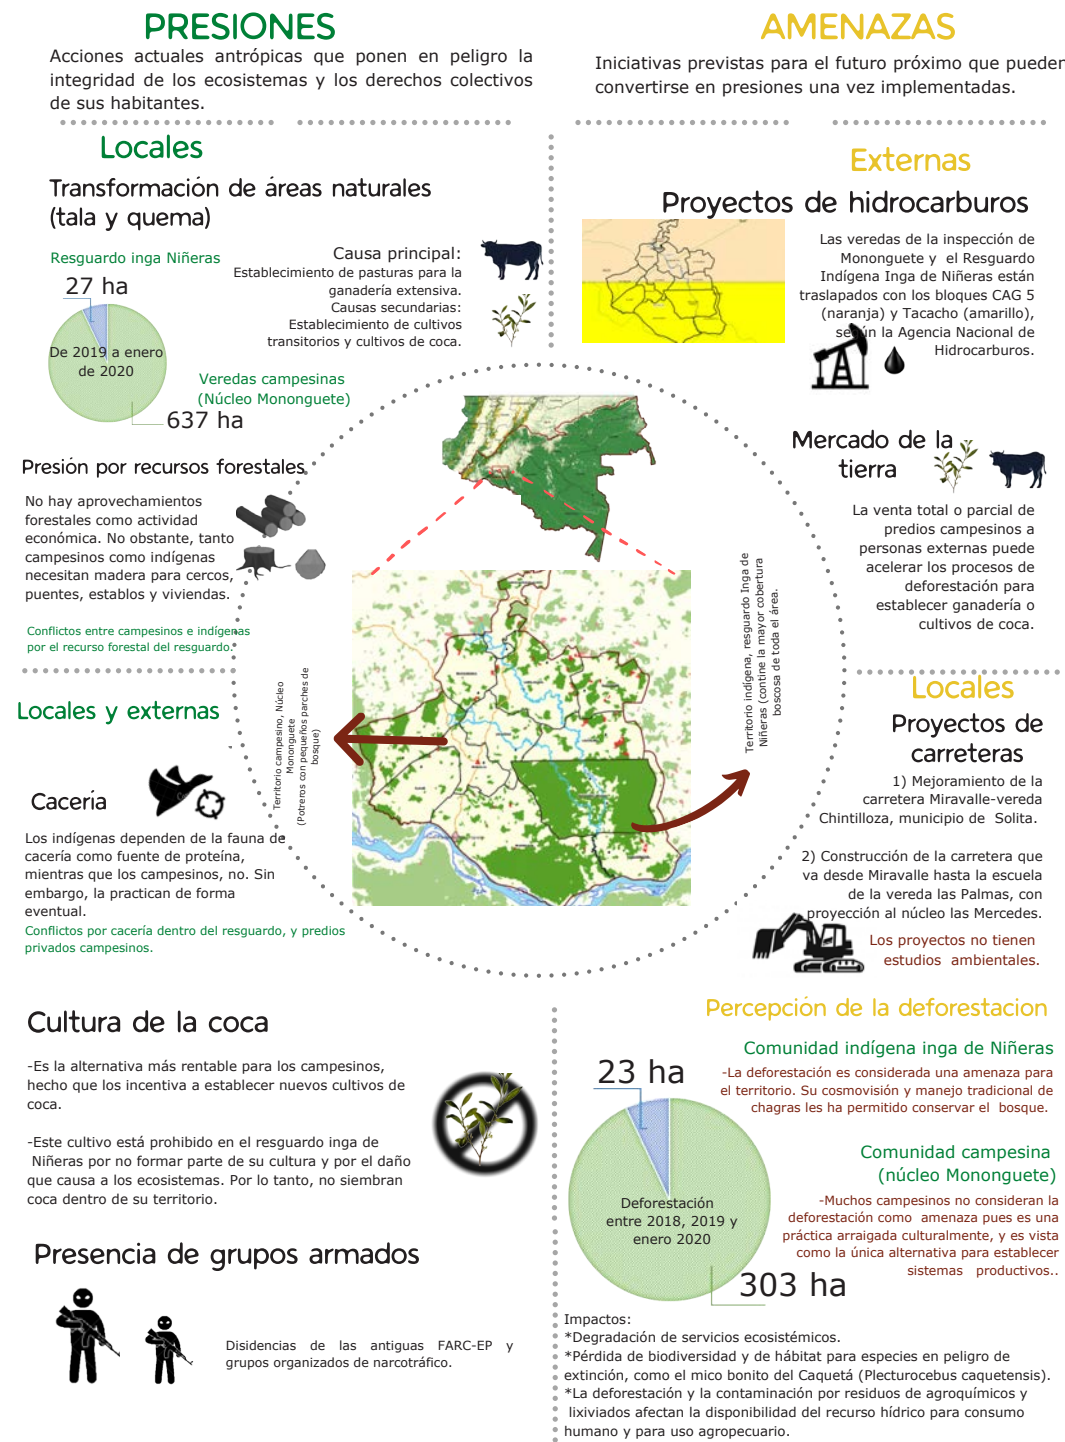 PRESIONES
Acciones actuales antrópicas que ponen en peligro la
integridad de los ecosistemas y los derechos colectivos
de sus habitantes.
Locales
Transformación de áreas naturales
(tala y quema)
Resguardo inga Niñeras
27 ha
De 2019 a enero
de 2020
Veredas campesinas
(Núcleo Mononguete)
637 ha
Causa principal:
Establecimiento de pasturas para la
ganadería extensiva.
Causas secundarias:
Establecimiento de cultivos
transitorios y cultivos de coca.
Presión por recursos forestales
No hay aprovechamientos
forestales como actividad
económica. No obstante, tanto
campesinos como indígenas
necesitan madera para cercos,
puentes, establos y viviendas.
Conflictos entre campesinos e indígenas
por el recurso forestal del resguardo.
Locales y externas
Cacería
Los indígenas dependen de la fauna de
cacería como fuente de proteína,
mientras que los campesinos, no. Sin
embargo, la practican de forma
eventual.
Conflictos por cacería dentro del resguardo, y predios
privados campesinos.
Territorio campesino, Núcleo
Mononguete
(Potreros con pequeños parches de
bosque)
Territorio indígena, resguardo Inga de
Niñeras (contine la mayor cobertura
boscosa de toda el área.
AMENAZAS
Iniciativas previstas para el futuro próximo que pueden
convertirse en presiones una vez implementadas.
Externas
Proyectos de hidrocarburos
Las veredas de la inspección de
Mononguete y el Resguardo
Indígena Inga de Niñeras están
traslapados con los bloques CAG 5
(naranja) y Tacacho (amarillo),
según la Agencia Nacional de
Hidrocarburos.
Mercado de la
tierra
La venta total o parcial de
predios campesinos a
personas externas puede
acelerar los procesos de
deforestación para
establecer ganadería o
cultivos de coca.
Locales
Proyectos de
carreteras
1) Mejoramiento de la
carretera Miravalle-vereda
Chintilloza, municipio de Solita.
2) Construcción de la carretera que
va desde Miravalle hasta la escuela
de la vereda las Palmas, con
proyección al núcleo las Mercedes.
Los proyectos no tienen
estudios ambientales.
Cultura de la coca
-Es la alternativa más rentable para los campesinos,
hecho que los incentiva a establecer nuevos cultivos de
coca.
-Este cultivo está prohibido en el resguardo inga de
Niñeras por no formar parte de su cultura y por el daño
que causa a los ecosistemas. Por lo tanto, no siembran
coca dentro de su territorio.
Presencia de grupos armados
Disidencias de las antiguas FARC-EP y
grupos organizados de narcotráfico.
Percepción de la deforestacion
Comunidad indígena inga de Niñeras
-La deforestación es considerada una amenaza para
el territorio. Su cosmovisión y manejo tradicional de
chagras les ha permitido conservar el bosque.
23 ha
Deforestación
entre 2018, 2019 y
enero 2020
303 ha
Comunidad campesina
(núcleo Mononguete)
-Muchos campesinos no consideran la
deforestación como amenaza pues es una
práctica arraigada culturalmente, y es vista
como la única alternativa para establecer
sistemas productivos..
Impactos:
*Degradación de servicios ecosistémicos.
*Pérdida de biodiversidad y de hábitat para especies en peligro de
extinción, como el mico bonito del Caquetá (Plecturocebus caquetensis).
*La deforestación y la contaminación por residuos de agroquímicos y
lixiviados afectan la disponibilidad del recurso hídrico para consumo
humano y para uso agropecuario.